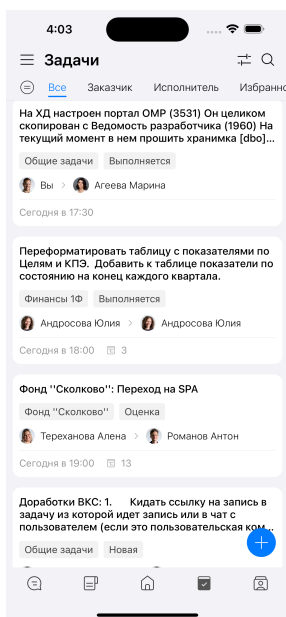 4:03
Задачи
Все Заказчик Исполнитель Избранно
На ХД настроен портал OMP (3531) Он целиком
скопирован с Ведомость разработчика (1960) На
текущий момент в нем прошить хранимка [dbo]...
Общие задачи Выполняется
Вы > Агеева Марина
Сегодня в 17:30
Переформатировать таблицу с показателями по
Целям и КПЭ. Добавить к таблице показатели по
состоянию на конец каждого квартала.
Финансы 1Ф Выполняется
Андросова Юлия > Андросова Юлия
Сегодня в 18:00 3
Фонд ''Сколково'': Переход на SPA
Фонд ''Сколково'' Оценка
Тереханова Алена > Романов Антон
Сегодня в 19:00 13
Доработки ВКС: 1. Кидать ссылку на запись в
задачу из которой идет запись или в чат с
пользователем (если это пользовательская ком...
Общие задачи Новая